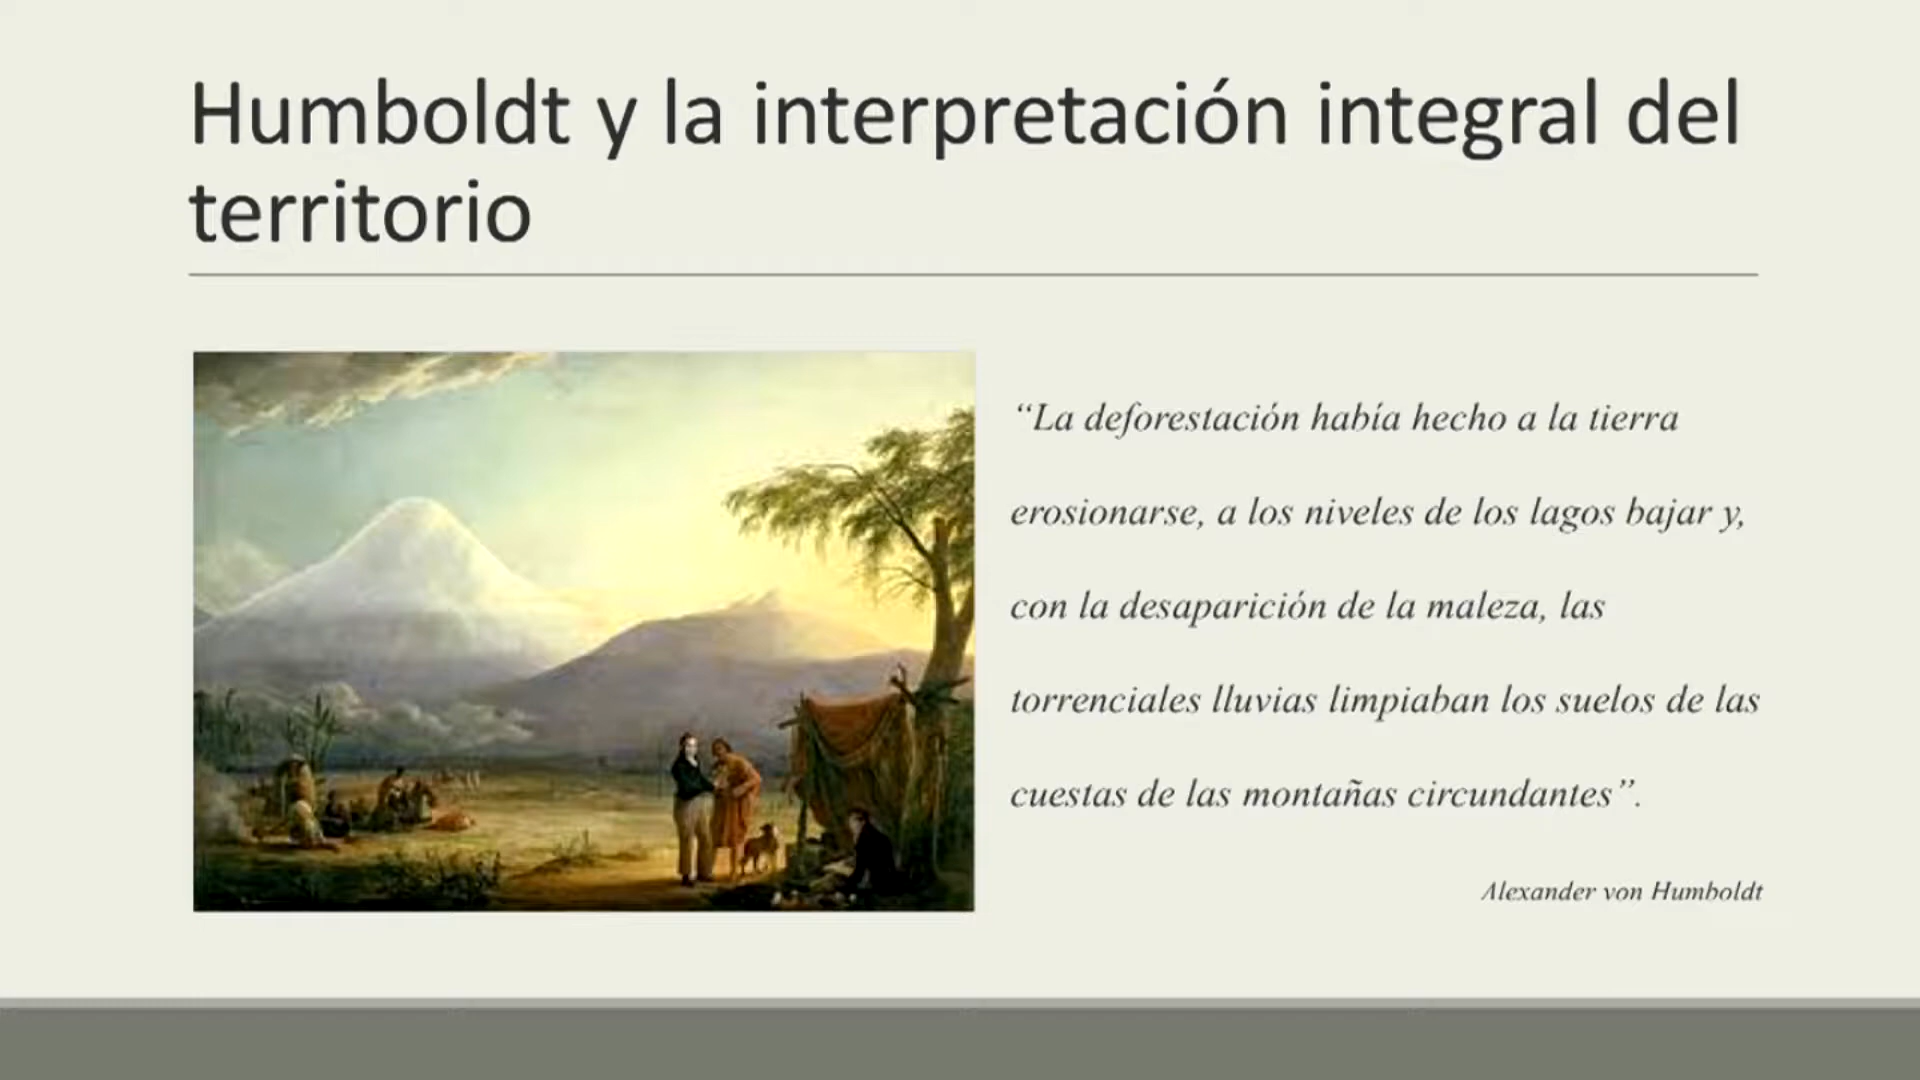 Humboldt y la interpretación integral del
territorio
“La deforestación había hecho a la tierra
erosionarse, a los niveles de los lagos bajar y,
con la desaparición de la maleza, las
torrenciales lluvias limpiaban los suelos de las
cuestas de las montañas circundantes”.
Alexander von Humboldt